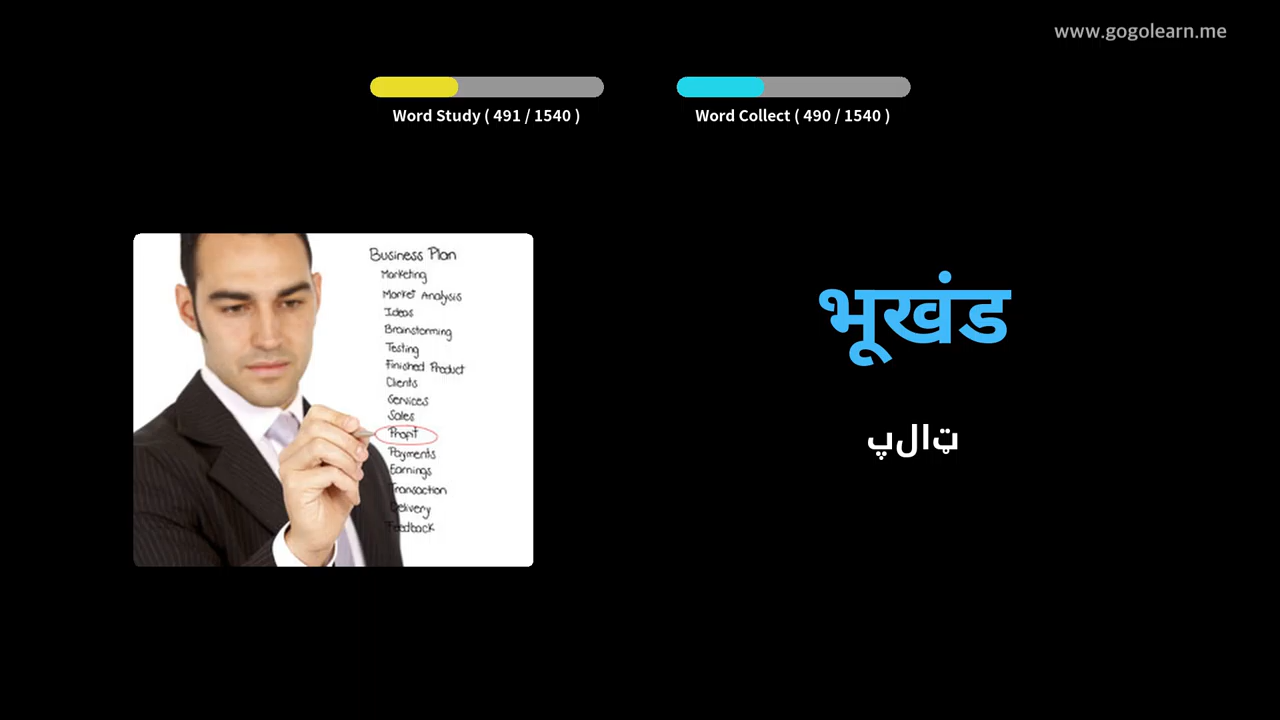 www.gogolearn.me
Word Study ( 491 / 1540 )
Word Collect ( 490 / 1540 )
Business Plan
Marketing
Market Analysis
Ideas
Brainstorming
Testing
Finished Product
Clients
Services
Sales
Profit
Payments
Earnings
Transaction
Delivery
Feedback
भूखंड
پلاټ